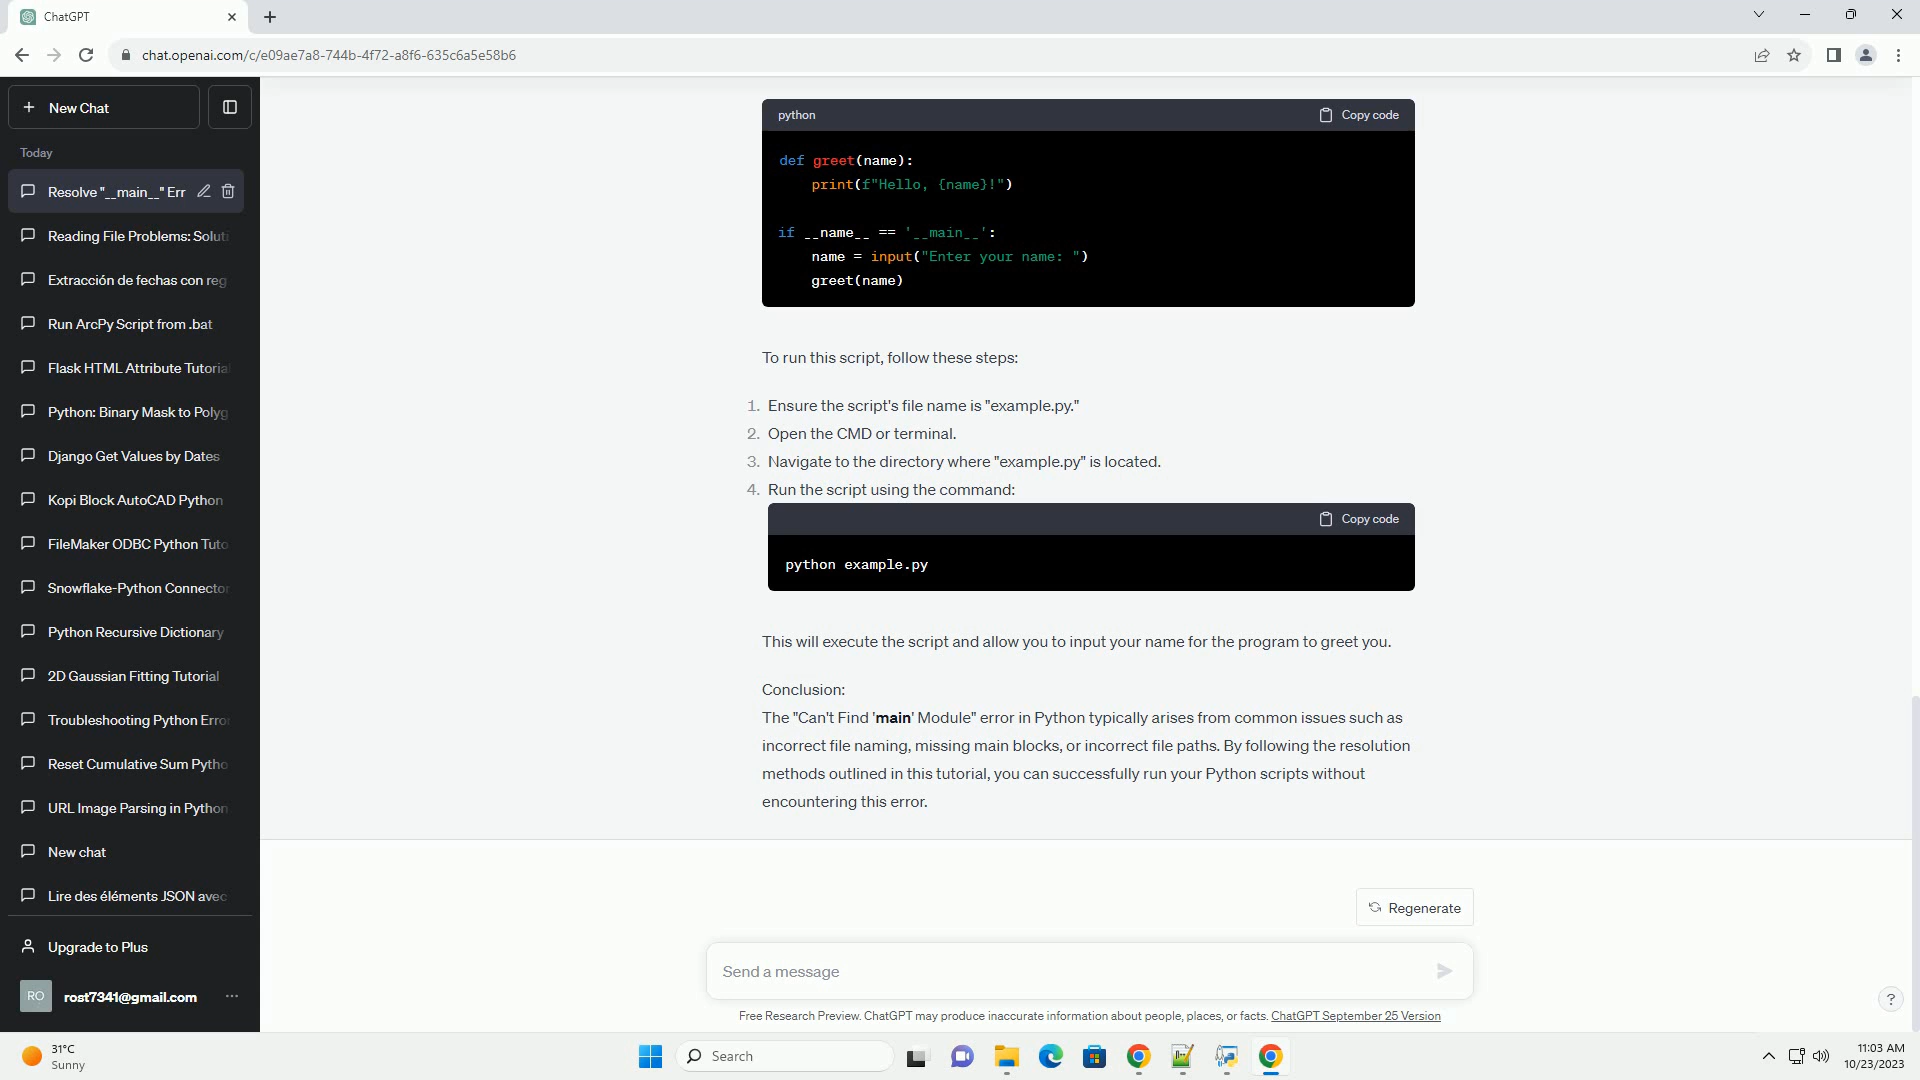 ChatGPT
chat.openai.com/c/e09ae7a8-744b-4f72-a8f6-635c6a5e58b6
New Chat
Today
Resolve "__main__" Err
Reading File Problems: Soluti
Extracción de fechas con reg
Run ArcPy Script from .bat
Flask HTML Attribute Tutorial
Python: Binary Mask to Polyg
Django Get Values by Dates
Kopi Block AutoCAD Python
FileMaker ODBC Python Tuto
Snowflake-Python Connector
Python Recursive Dictionary
2D Gaussian Fitting Tutorial
Troubleshooting Python Error
Reset Cumulative Sum Pytho
URL Image Parsing in Python
New chat
Lire des éléments JSON avec
Upgrade to Plus
RO rost7341@gmail.com
python Copy code
def greet(name):
print(f"Hello, {name}!")
if __name__ == '__main__':
name = input("Enter your name: ")
greet(name)
To run this script, follow these steps:
1. Ensure the script's file name is "example.py."
2. Open the CMD or terminal.
3. Navigate to the directory where "example.py" is located.
4. Run the script using the command:
Copy code
python example.py
This will execute the script and allow you to input your name for the program to greet you.
Conclusion:
The "Can't Find 'main' Module" error in Python typically arises from common issues such as
incorrect file naming, missing main blocks, or incorrect file paths. By following the resolution
methods outlined in this tutorial, you can successfully run your Python scripts without
encountering this error.
Regenerate
Send a message
?
Free Research Preview. ChatGPT may produce inaccurate information about people, places, or facts. ChatGPT September 25 Version
31°C
Sunny
Search
11:03 AM
10/23/2023